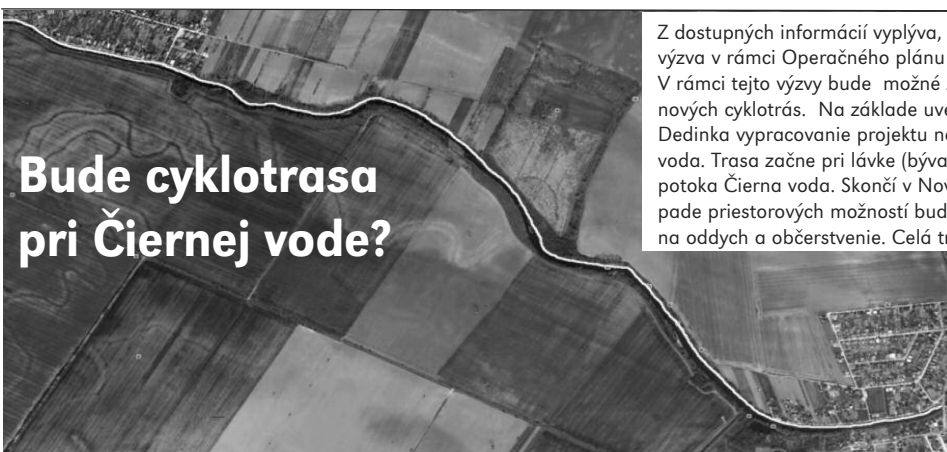 Bude cyklotrasa
pri Čiernej vode?
Z dostupných informácií vyplýva,
výzva v rámci Operačného plánu
V rámci tejto výzvy bude možné
nových cyklotrás. Na základe
Dedinka vypracovanie projektu
voda. Trasa začne pri lávke
potoka Čierna voda. Skončí v
pade priestorových možností
na oddych a občerstvenie. Celá